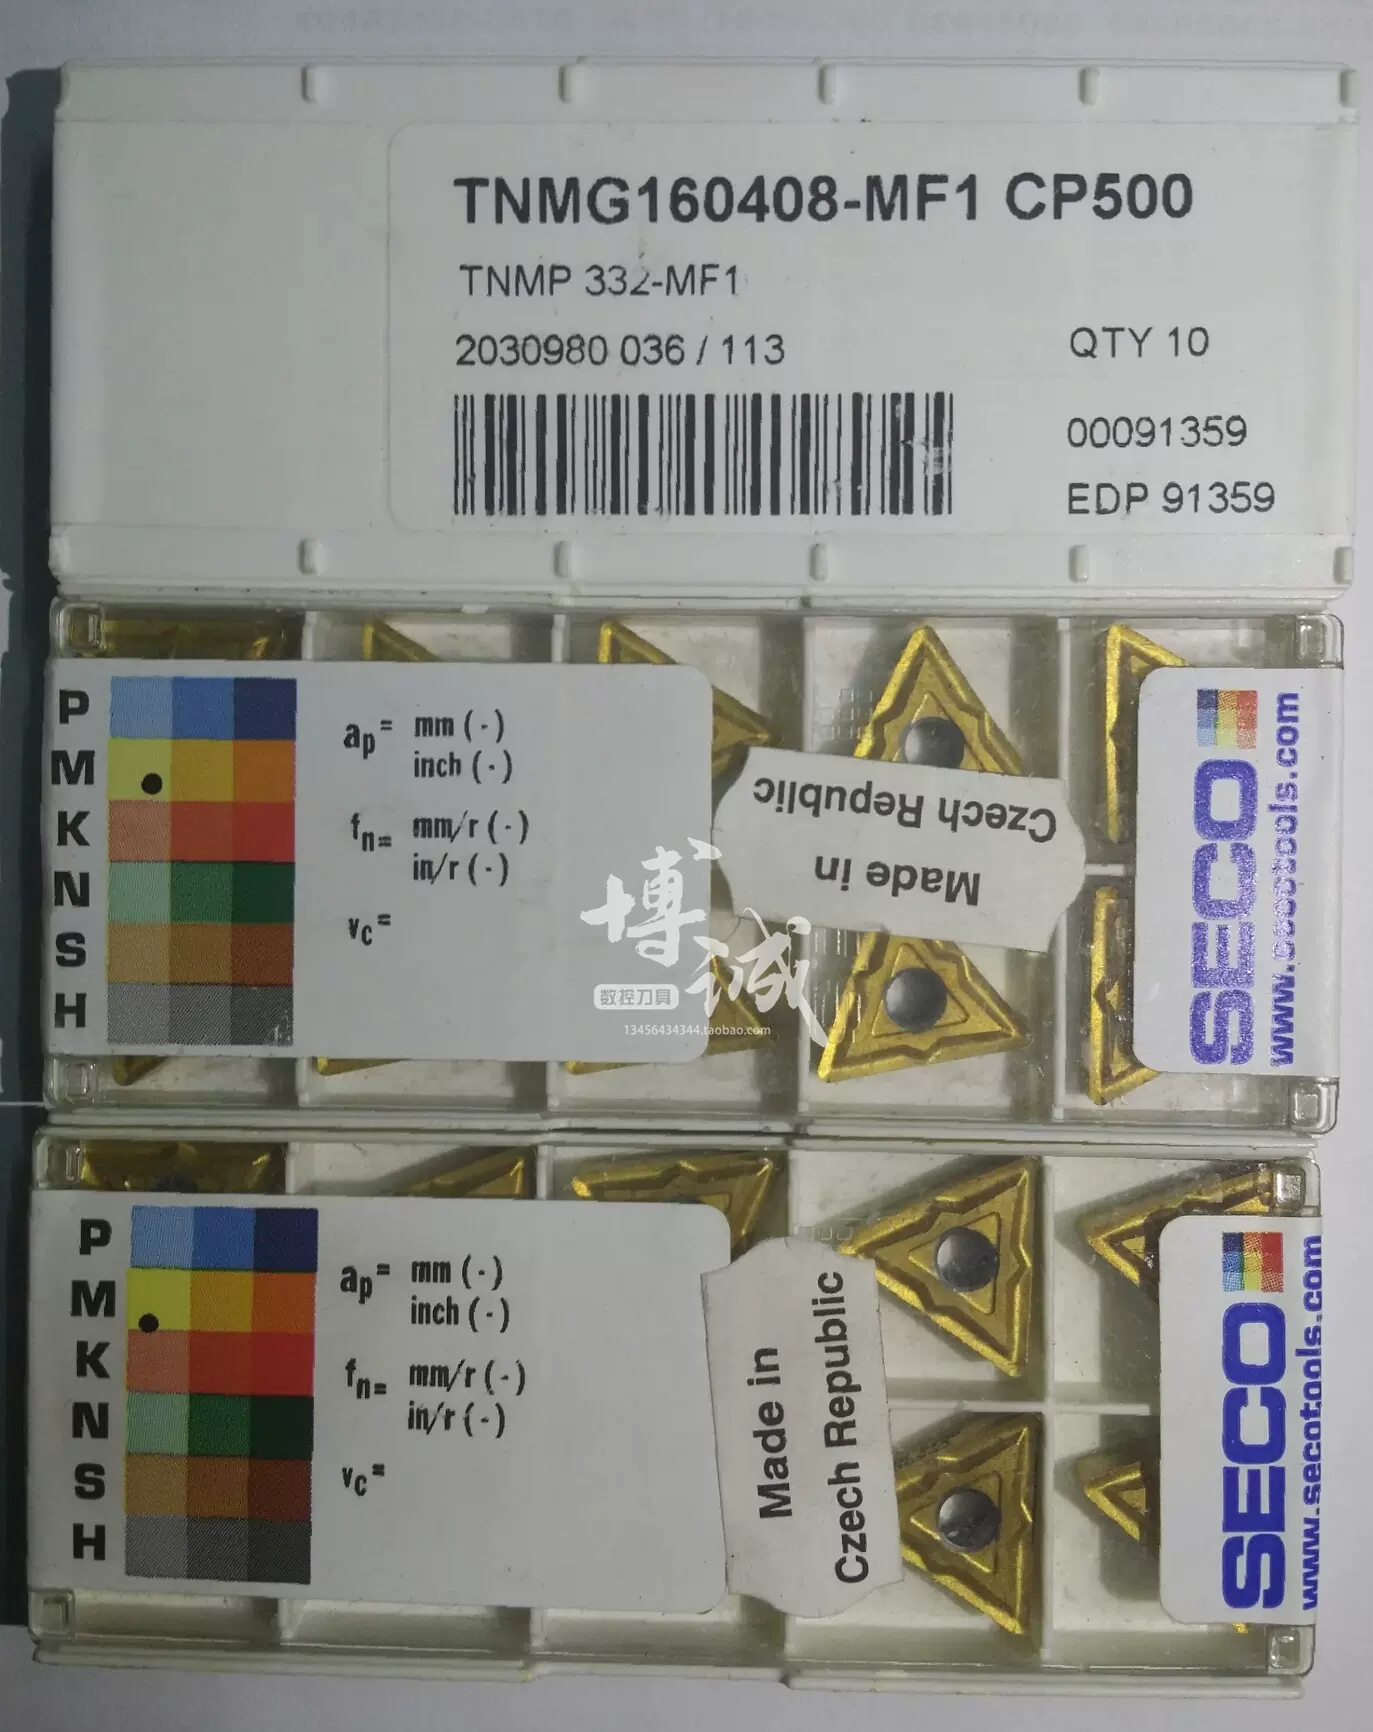 TNMG160408-MF1 CP500
TNMP 332-MF1
2030980 036 / 113
QTY 10
00091359
EDP 91359
P
M
K
N
S
H
ap= mm (-)
inch (-)
fn= mm/r (-)
in/r (-)
vc=
Made in
Czech Republic
SECO
www.secotools.com
博诚
数控刀具
13456434344.taobao.com
P
M
K
N
S
H
ap= mm (-)
inch (-)
fn= mm/r (-)
in/r (-)
vc=
Made in
Czech Republic
SECO
www.secotools.com